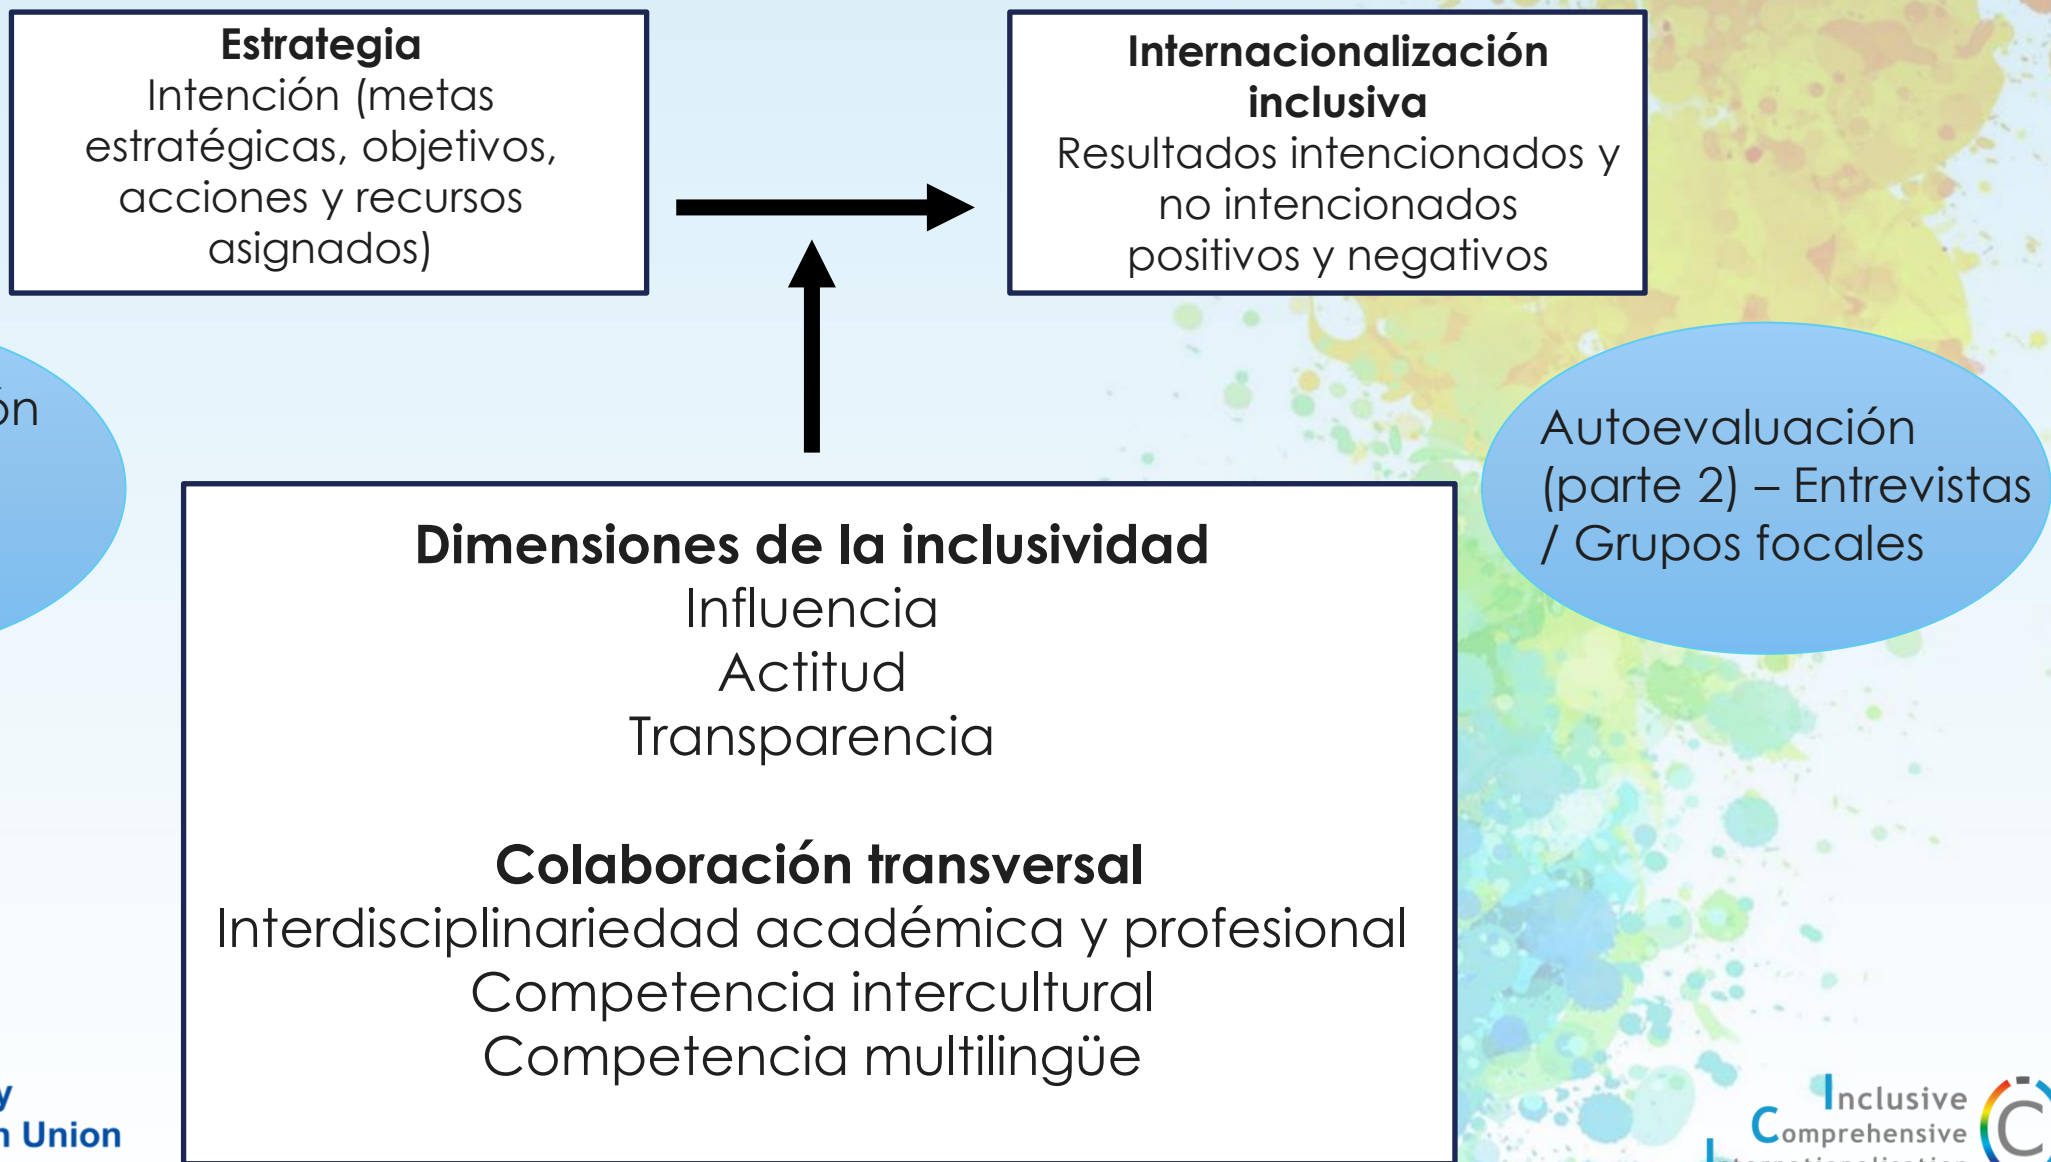 Estrategia
Intención (metas
estratégicas, objetivos,
acciones y recursos
asignados)
Internacionalización
inclusiva
Resultados intencionados y
no intencionados
positivos y negativos
Autoevaluación
(parte 2) – Entrevistas
/ Grupos focales
Dimensiones de la inclusividad
Influencia
Actitud
Transparencia
Colaboración transversal
Interdisciplinariedad académica y profesional
Competencia intercultural
Competencia multilingüe
Union
Inclusive
Comprehensive
Internationalisation